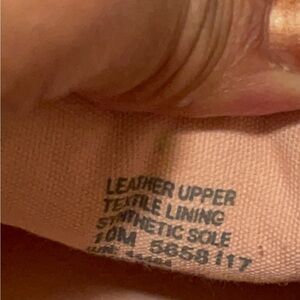 LEATHER UPPER
TEXTILE LINING
SYNTHETIC SOLE
10M 5658117